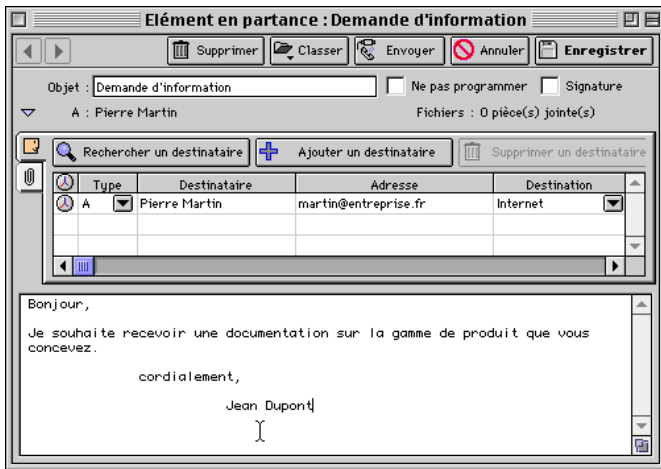 Elément en partance : Demande d'information
Supprimer Classer Envoyer Annuler Enregistrer
Objet : Demande d'information Ne pas programmer Signature
A : Pierre Martin Fichiers : 0 pièce(s) jointe(s)
Rechercher un destinataire Ajouter un destinataire Supprimer un destinataire
Type Destinataire Adresse Destination
A Pierre Martin martin@entreprise.fr Internet
Bonjour,
Je souhaite recevoir une documentation sur la gamme de produit que vous
concevez.
cordialement,
Jean Dupont